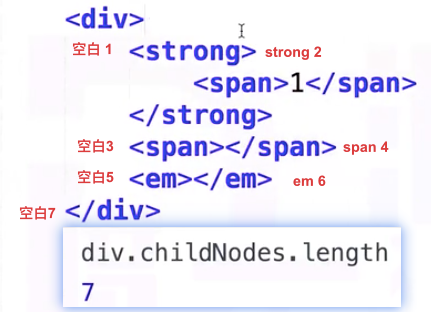 <div>
空白 1 <strong> strong 2
<span>1</span>
</strong>
空白3 <span></span> span 4
空白5 <em></em> em 6
空白7 </div>
div.childNodes.length
7